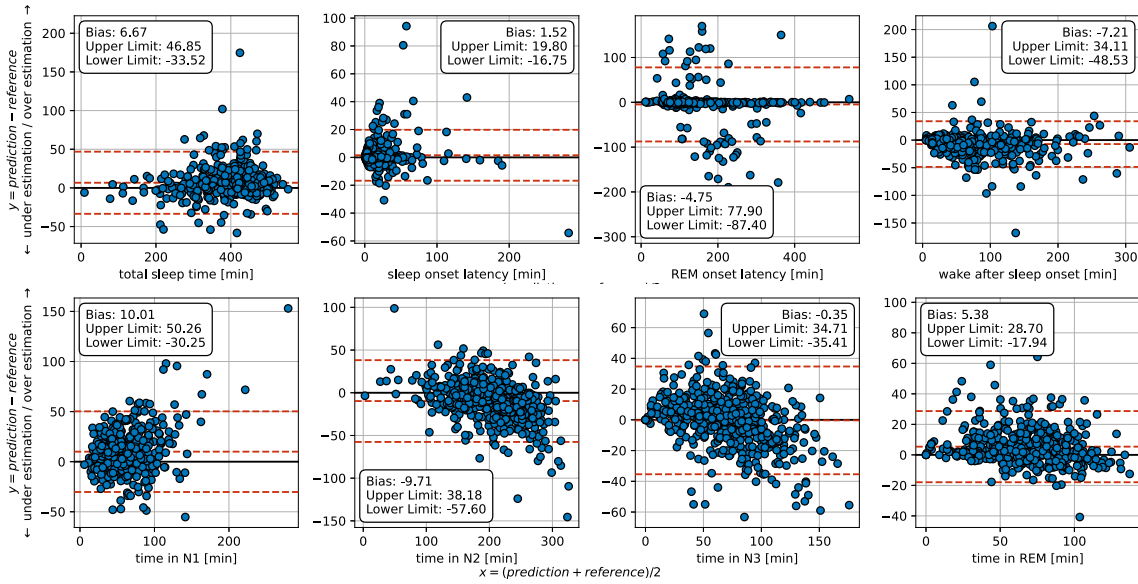 y = prediction − reference
← under estimation / over estimation →
200
150
100
50
0
−50
Bias: 6.67
Upper Limit: 46.85
Lower Limit: -33.52
0
200
400
total sleep time [min]
100
80
60
40
20
0
−20
−40
−60
Bias: 1.52
Upper Limit: 19.80
Lower Limit: -16.75
0
100
200
300
sleep onset latency [min]
100
0
−100
−200
−300
Bias: -4.75
Upper Limit: 77.90
Lower Limit: -87.40
0
200
400
REM onset latency [min]
200
150
100
50
0
−50
−100
−150
Bias: -7.21
Upper Limit: 34.11
Lower Limit: -48.53
0
100
200
300
wake after sleep onset [min]
y = prediction − reference
← under estimation / over estimation →
150
100
50
0
−50
Bias: 10.01
Upper Limit: 50.26
Lower Limit: -30.25
0
100
200
time in N1 [min]
100
50
0
−50
−100
−150
Bias: -9.71
Upper Limit: 38.18
Lower Limit: -57.60
0
100
200
300
time in N2 [min]
80
60
40
20
0
−20
−40
−60
Bias: -0.35
Upper Limit: 34.71
Lower Limit: -35.41
0
50
100
150
time in N3 [min]
100
80
60
40
20
0
−20
−40
Bias: 5.38
Upper Limit: 28.70
Lower Limit: -17.94
0
50
100
time in REM [min]
x = (prediction + reference)/2